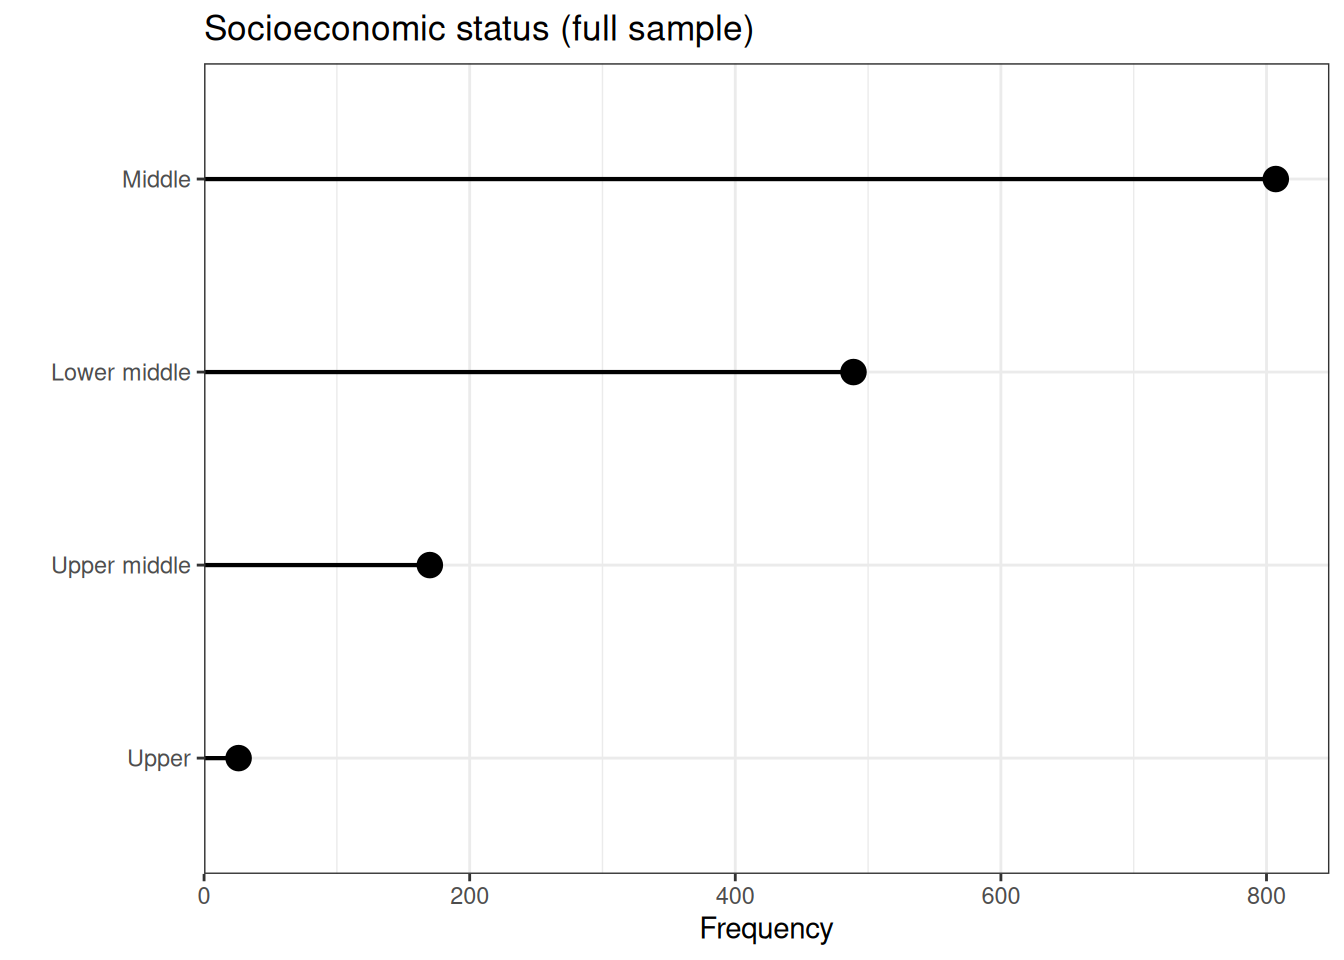 Socioeconomic status (full sample)
Middle
Lower middle
Upper middle
Upper
0 200 400 600 800
Frequency